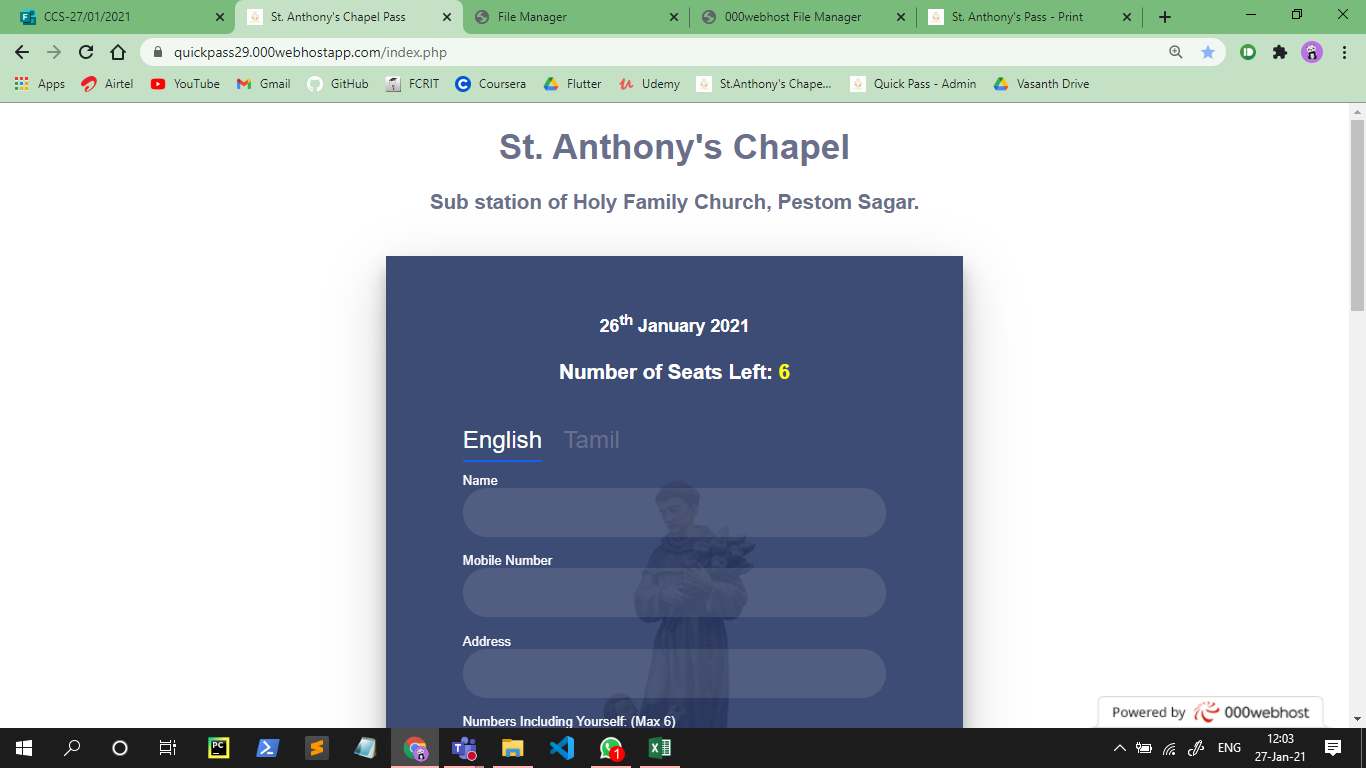 CCS-27/01/2021
St. Anthony's Chapel Pass
File Manager
000webhost File Manager
St. Anthony's Pass - Print
quickpass29.000webhostapp.com/index.php
Apps
Airtel
YouTube
Gmail
GitHub
FCRIT
Coursera
Flutter
Udemy
St.Anthony's Chape...
Quick Pass - Admin
Vasanth Drive
St. Anthony's Chapel
Sub station of Holy Family Church, Pestom Sagar.
26th January 2021
Number of Seats Left: 6
English Tamil
Name
Mobile Number
Address
Numbers Including Yourself: (Max 6)
Powered by 000webhost
PC
1
ENG
12:03
27-Jan-21